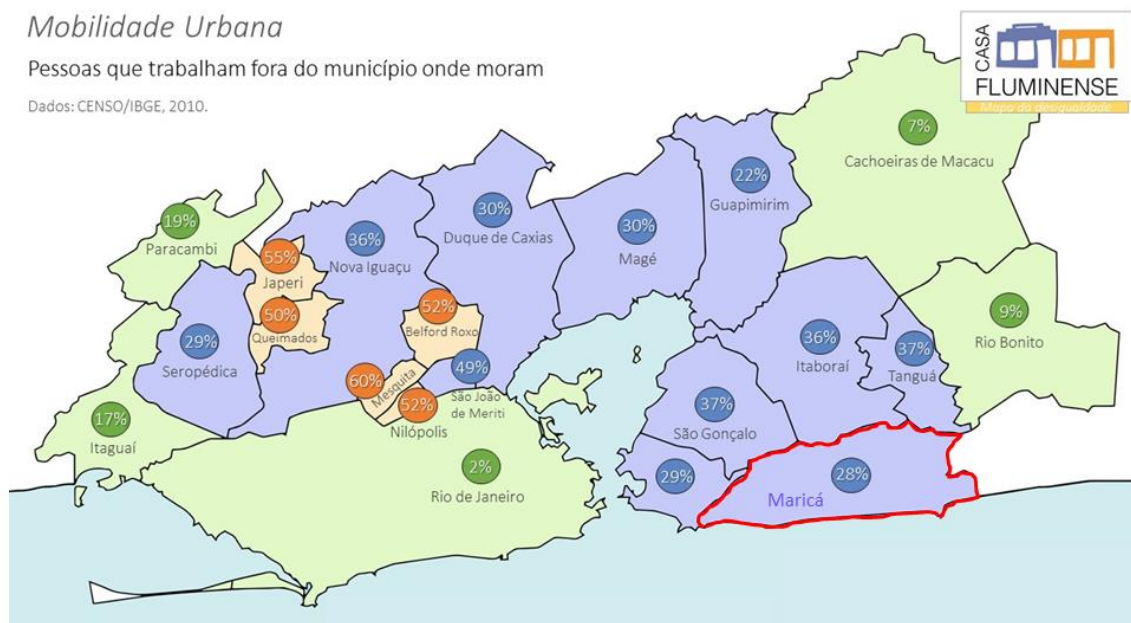 Mobilidade Urbana
Pessoas que trabalham fora do município onde moram
Dados: CENSO/IBGE, 2010.
CASA
FLUMINENSE
Mapa da desigualdade
7%
Cachoeiras de Macacu
22%
Guapimirim
30%
Duque de Caxias
30%
Magé
19%
Paracambi
36%
Nova Iguaçu
55%
Japeri
50%
Queimados
52%
Belford Roxo
29%
Seropédica
9%
Rio Bonito
36%
Itaboraí
37%
Tanguá
60%
Mesquita
49%
São João
de Meriti
52%
Nilópolis
37%
São Gonçalo
17%
Itaguaí
2%
Rio de Janeiro
29%
28%
Maricá